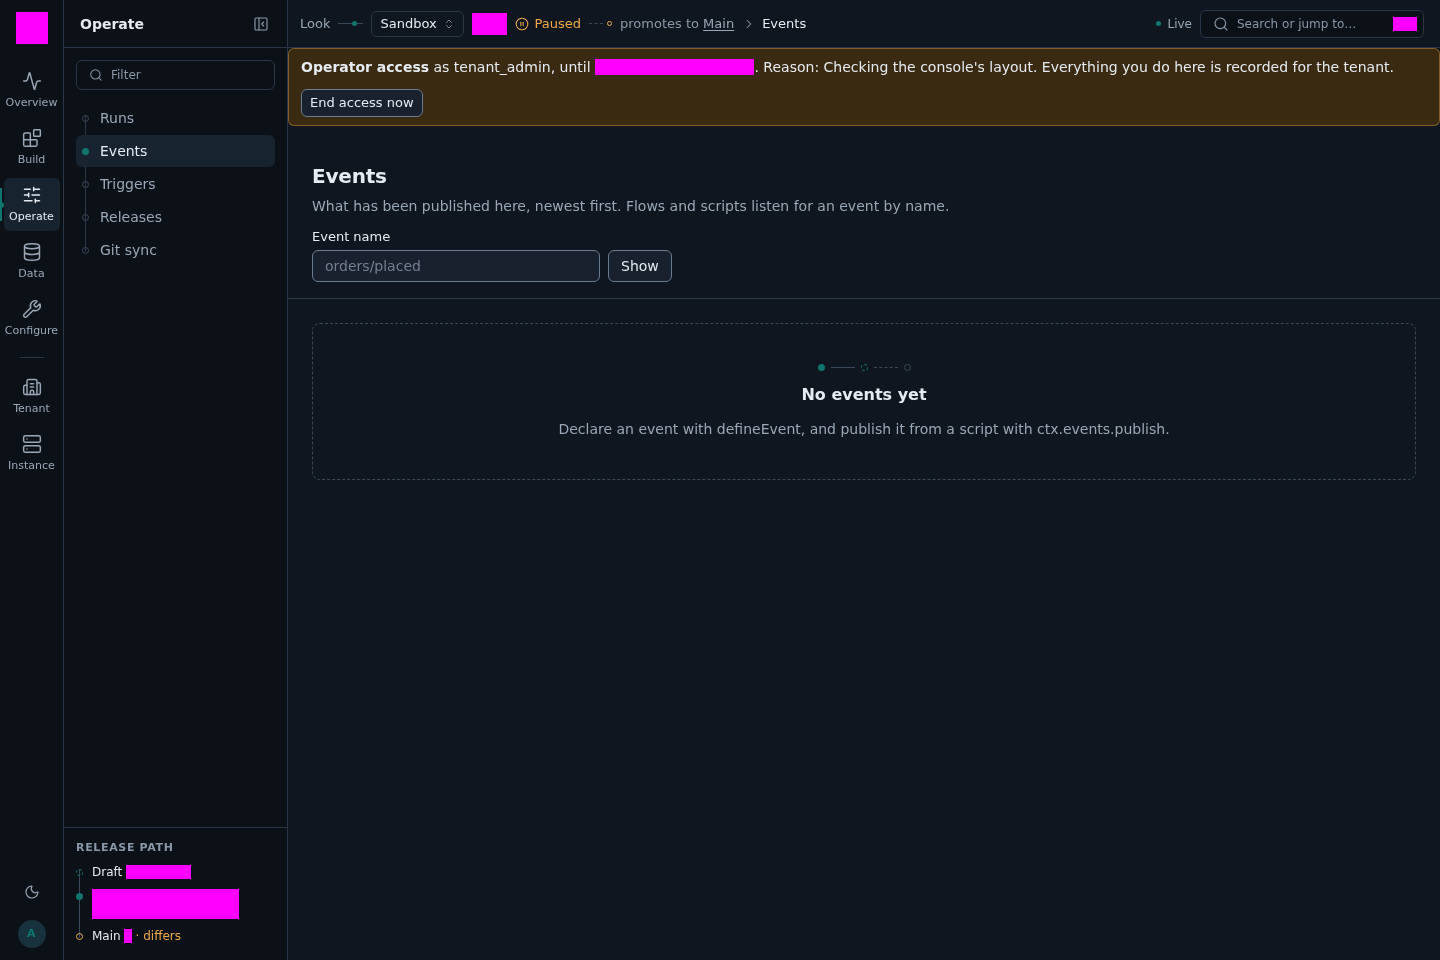 Operate
Look
Sandbox
Paused
promotes to Main
Events
Live
Search or jump to...
Overview
Build
Operate
Data
Configure
Tenant
Instance
A
Filter
Runs
Events
Triggers
Releases
Git sync
RELEASE PATH
Draft
Main · differs
Operator access as tenant_admin, until . Reason: Checking the console's layout. Everything you do here is recorded for the tenant.
End access now
Events
What has been published here, newest first. Flows and scripts listen for an event by name.
Event name
orders/placed
Show
No events yet
Declare an event with defineEvent, and publish it from a script with ctx.events.publish.